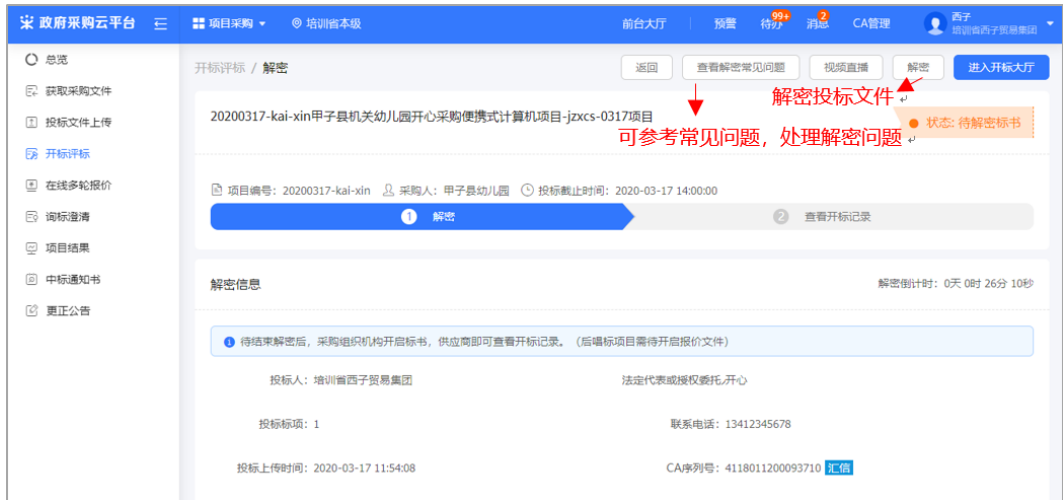 政府采购云平台
项目采购
培训省本级
前台大厅
预警
待办
99+
消息
2
CA管理
西子
培训省西子贸易集团
总览
获取采购文件
投标文件上传
开标评标
在线多轮报价
询标澄清
项目结果
中标通知书
更正公告
开标评标 / 解密
返回
查看解密常见问题
视频直播
解密
进入开标大厅
解密投标文件
可参考常见问题，处理解密问题
20200317-kai-xin甲子县机关幼儿园开心采购便携式计算机项目-jzxcs-0317项目
状态: 待解密标书
项目编号：20200317-kai-xin 采购人：甲子县幼儿园 投标截止时间：2020-03-17 14:00:00
1 解密
2 查看开标记录
解密信息
解密倒计时：0天 0时 26分 10秒
待结束解密后，采购组织机构开启标书，供应商即可查看开标记录。（后唱标项目需待开启报价文件）
投标人：培训省西子贸易集团
法定代表或授权委托 开心
投标标项：1
联系电话：13412345678
投标上传时间：2020-03-17 11:54:08
CA序列号：4118011200093710 汇信